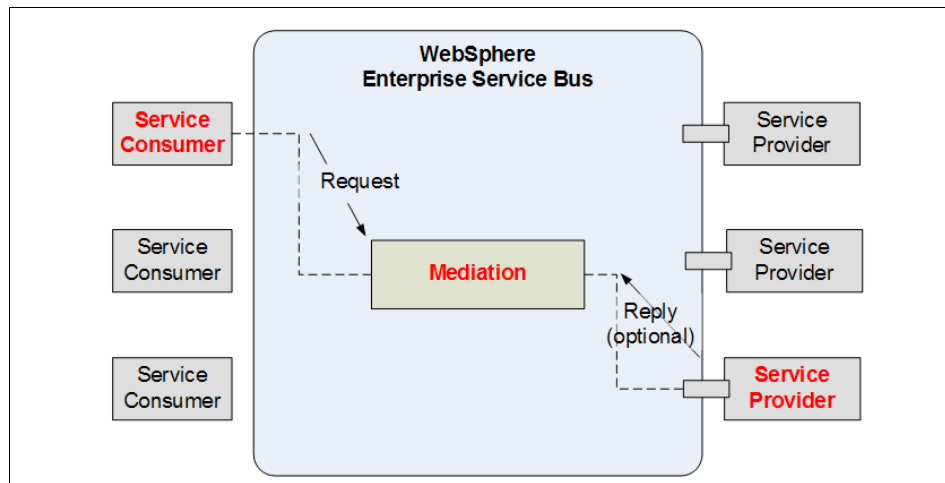 WebSphere
Enterprise Service Bus
Service
Consumer
Service
Provider
Request
Service
Consumer
Mediation
Service
Provider
Reply
(optional)
Service
Consumer
Service
Provider